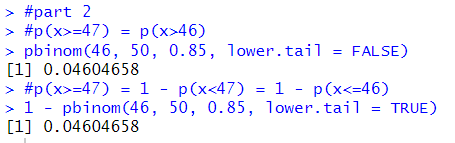 > #part 2
> #p(x>=47) = p(x>46)
> pbinom(46, 50, 0.85, lower.tail = FALSE)
[1] 0.04604658
> #p(x>=47) = 1 - p(x<47) = 1 - p(x<=46)
> 1 - pbinom(46, 50, 0.85, lower.tail = TRUE)
[1] 0.04604658